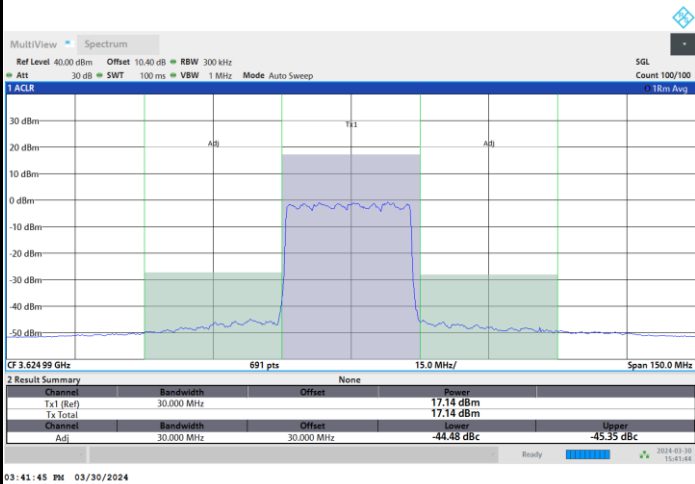 MultiView Spectrum
Ref Level 40.00 dBm Offset 10.40 dB RBW 300 kHz SGL
Att 30 dB SWT 100 ms VBW 1 MHz Mode Auto Sweep Count 100/100
1 ACLR 1Rm Avg
30 dBm
Tx1
20 dBm
Adj Adj
10 dBm
0 dBm
-10 dBm
-20 dBm
-30 dBm
-40 dBm
-50 dBm
CF 3.624 99 GHz 691 pts 15.0 MHz/ Span 150.0 MHz
2 Result Summary None
Channel Bandwidth Offset Power
Tx1 (Ref) 30.000 MHz 17.14 dBm
Tx Total 17.14 dBm
Channel Bandwidth Offset Lower Upper
Adj 30.000 MHz 30.000 MHz -44.48 dBc -45.35 dBc
Ready 2024-03-30
15:41:44
03:41:45 PM 03/30/2024